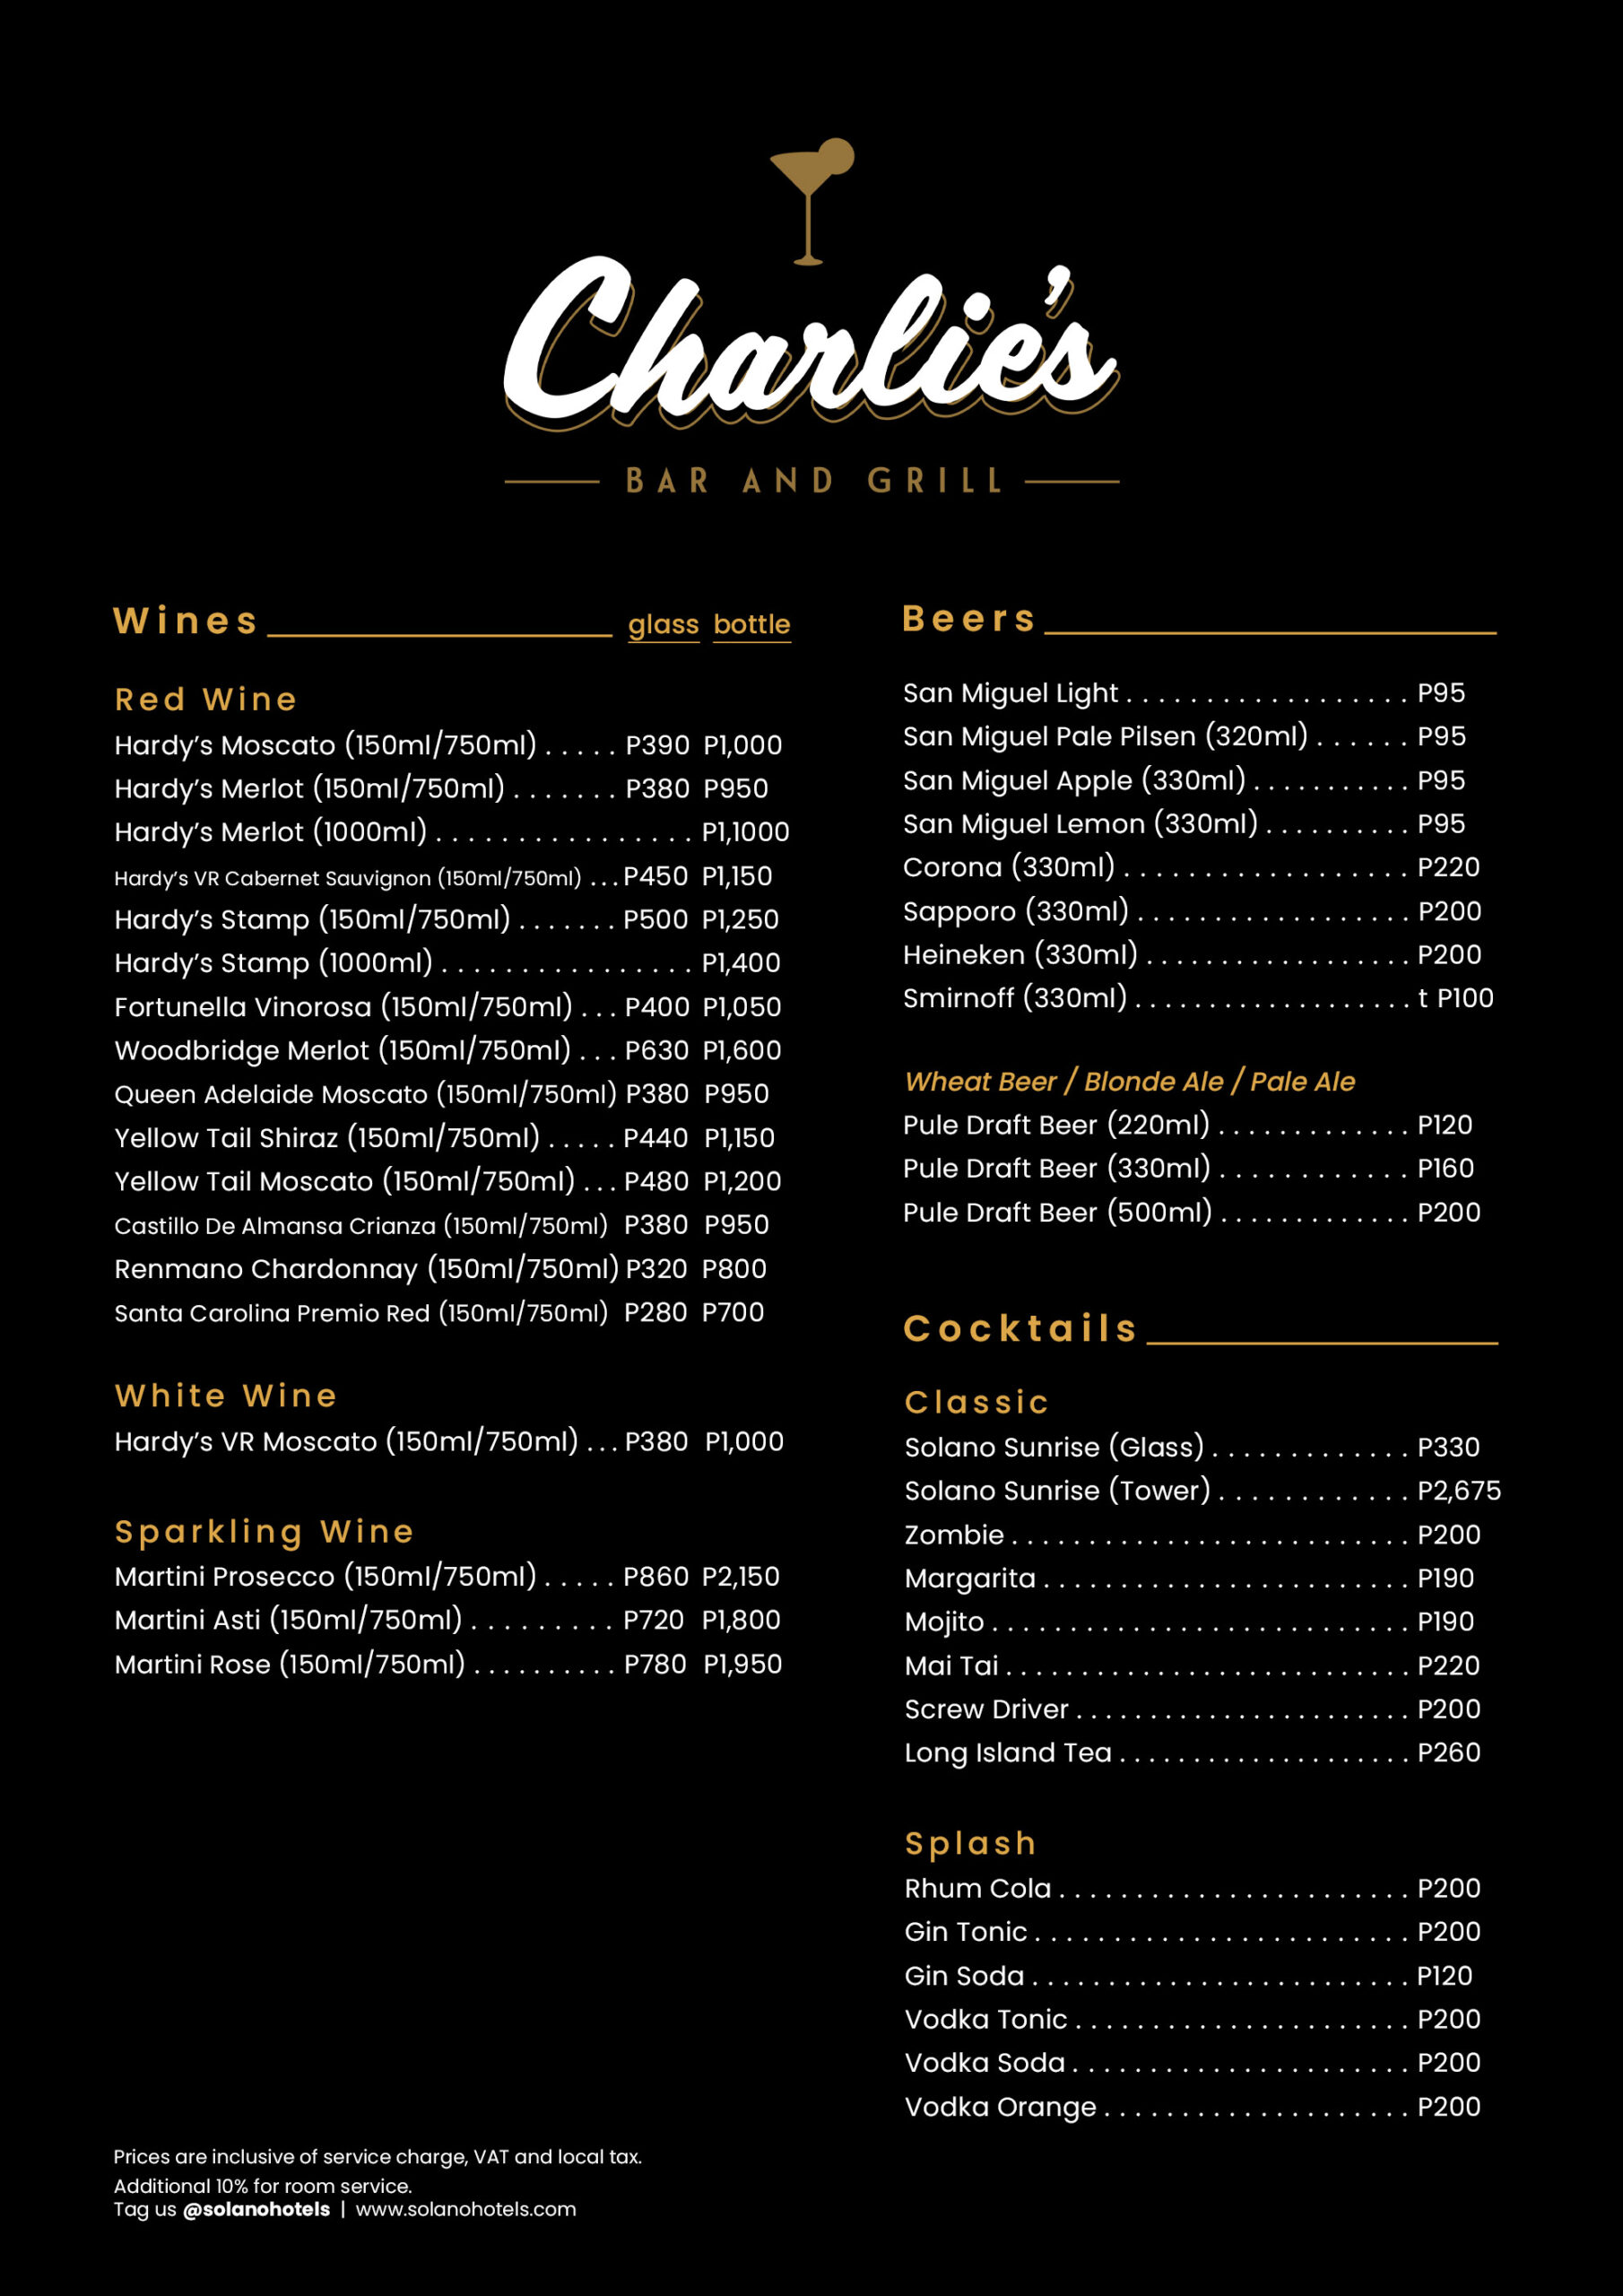 Charlie's
BAR AND GRILL
Wines glass bottle
Red Wine
Hardy's Moscato (150ml/750ml) ..... P390 P1,000
Hardy's Merlot (150ml/750ml) ....... P380 P950
Hardy's Merlot (1000ml) ................ P1,1000
Hardy's VR Cabernet Sauvignon (150ml/750ml) ... P450 P1,150
Hardy's Stamp (150ml/750ml) ....... P500 P1,250
Hardy's Stamp (1000ml) ................ P1,400
Fortunella Vinorosa (150ml/750ml) ... P400 P1,050
Woodbridge Merlot (150ml/750ml) ... P630 P1,600
Queen Adelaide Moscato (150ml/750ml) P380 P950
Yellow Tail Shiraz (150ml/750ml) ..... P440 P1,150
Yellow Tail Moscato (150ml/750ml) ... P480 P1,200
Castillo De Almansa Crianza (150ml/750ml) P380 P950
Renmano Chardonnay (150ml/750ml) P320 P800
Santa Carolina Premio Red (150ml/750ml) P280 P700
White Wine
Hardy's VR Moscato (150ml/750ml) ... P380 P1,000
Sparkling Wine
Martini Prosecco (150ml/750ml) ..... P860 P2,150
Martini Asti (150ml/750ml) ......... P720 P1,800
Martini Rose (150ml/750ml) .......... P780 P1,950
Beers
San Miguel Light .................. P95
San Miguel Pale Pilsen (320ml) ...... P95
San Miguel Apple (330ml) .......... P95
San Miguel Lemon (330ml) ......... P95
Corona (330ml) .................. P220
Sapporo (330ml) ................. P200
Heineken (330ml) ................. P200
Smirnoff (330ml) .................. t P100
Wheat Beer / Blonde Ale / Pale Ale
Pule Draft Beer (220ml) ............ P120
Pule Draft Beer (330ml) ............ P160
Pule Draft Beer (500ml) ............ P200
Cocktails
Classic
Solano Sunrise (Glass) ............. P330
Solano Sunrise (Tower) ............ P2,675
Zombie ......................... P200
Margarita ....................... P190
Mojito .......................... P190
Mai Tai ......................... P220
Screw Driver ..................... P200
Long Island Tea .................. P260
Splash
Rhum Cola ...................... P200
Gin Tonic ....................... P200
Gin Soda ........................ P120
Vodka Tonic ..................... P200
Vodka Soda ..................... P200
Vodka Orange ................... P200
Prices are inclusive of service charge, VAT and local tax.
Additional 10% for room service.
Tag us @solanohotels | www.solanohotels.com